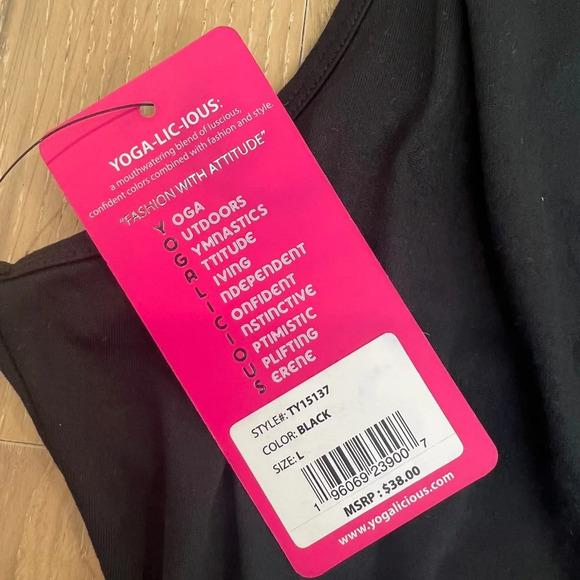 YOGA-LIC-IOUS:
a mouthwatering blend of luscious,
confident colors combined with fashion and style.
"FASHION WITH ATTITUDE"
YOGA
OUTDOORS
GYMNASTICS
ATTITUDE
LIVING
INDEPENDENT
CONFIDENT
INSTINCTIVE
OPTIMISTIC
UPLIFTING
SERENE
STYLE#: TY15137
COLOR: BLACK
SIZE: L
1 96069 23900 7
MSRP : $38.00
www.yogalicious.com